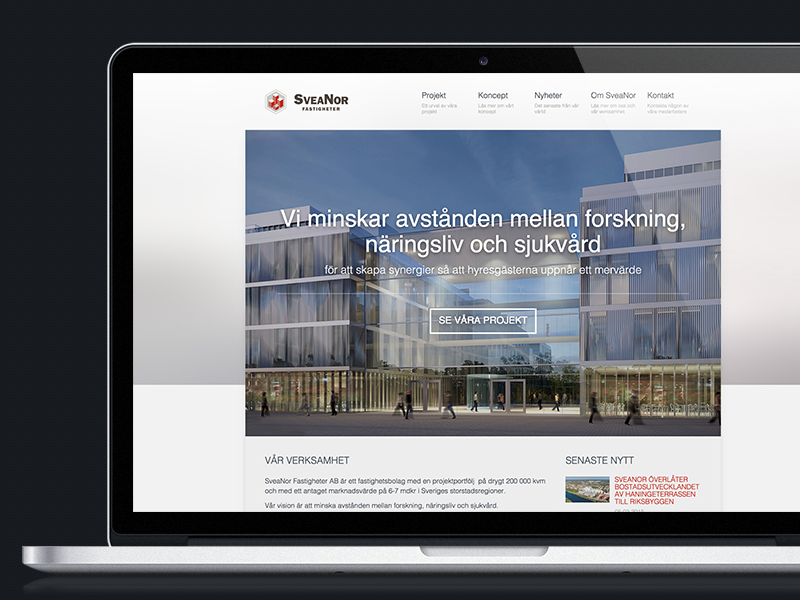 SveaNor
FASTIGHETER
Projekt
Ett urval av våra
projekt
Koncept
Läs mer om vårt
koncept
Nyheter
Det senaste från vår
värld
Om SveaNor
Läs mer om oss och
vår verksamhet
Kontakt
Kontakta någon av
våra medarbetare
Vi minskar avstånden mellan forskning,
näringsliv och sjukvård
för att skapa synergier så att hyresgästerna uppnår ett mervärde
SE VÅRA PROJEKT
VÅR VERKSAMHET
SveaNor Fastigheter AB är ett fastighetsbolag med en projektportfölj på drygt 200 000 kvm
och med ett antaget marknadsvärde på 6-7 mdkr i Sveriges storstadsregioner.
Vår vision är att minska avstånden mellan forskning, näringsliv och sjukvård.
SENASTE NYTT
SVEANOR ÖVERLÅTER
BOSTADSUTVECKLANDET
AV HANINGETERRASSEN
TILL RIKSBYGGEN